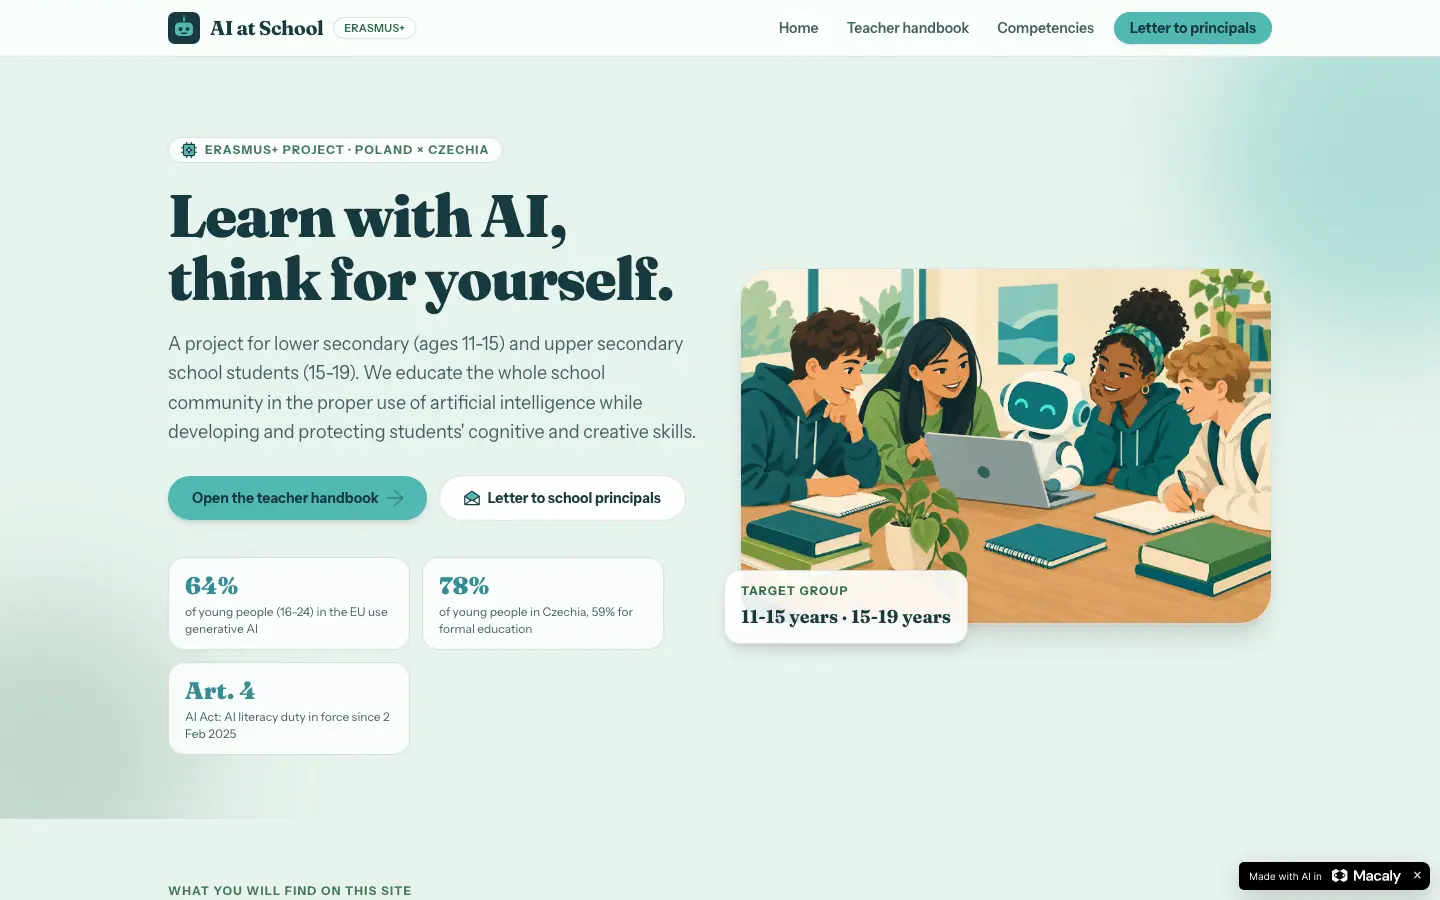 AI at School ERASMUS+
Home Teacher handbook Competencies Letter to principals
ERASMUS+ PROJECT · POLAND × CZECHIA
Learn with AI,
think for yourself.
A project for lower secondary (ages 11-15) and upper secondary
school students (15-19). We educate the whole school
community in the proper use of artificial intelligence while
developing and protecting students' cognitive and creative skills.
Open the teacher handbook
Letter to school principals
64%
of young people (16-24) in the EU use
generative AI
78%
of young people in Czechia, 59% for
formal education
Art. 4
AI Act: AI literacy duty in force since 2
Feb 2025
TARGET GROUP
11-15 years · 15-19 years
WHAT YOU WILL FIND ON THIS SITE
Made with AI in Macaly ×